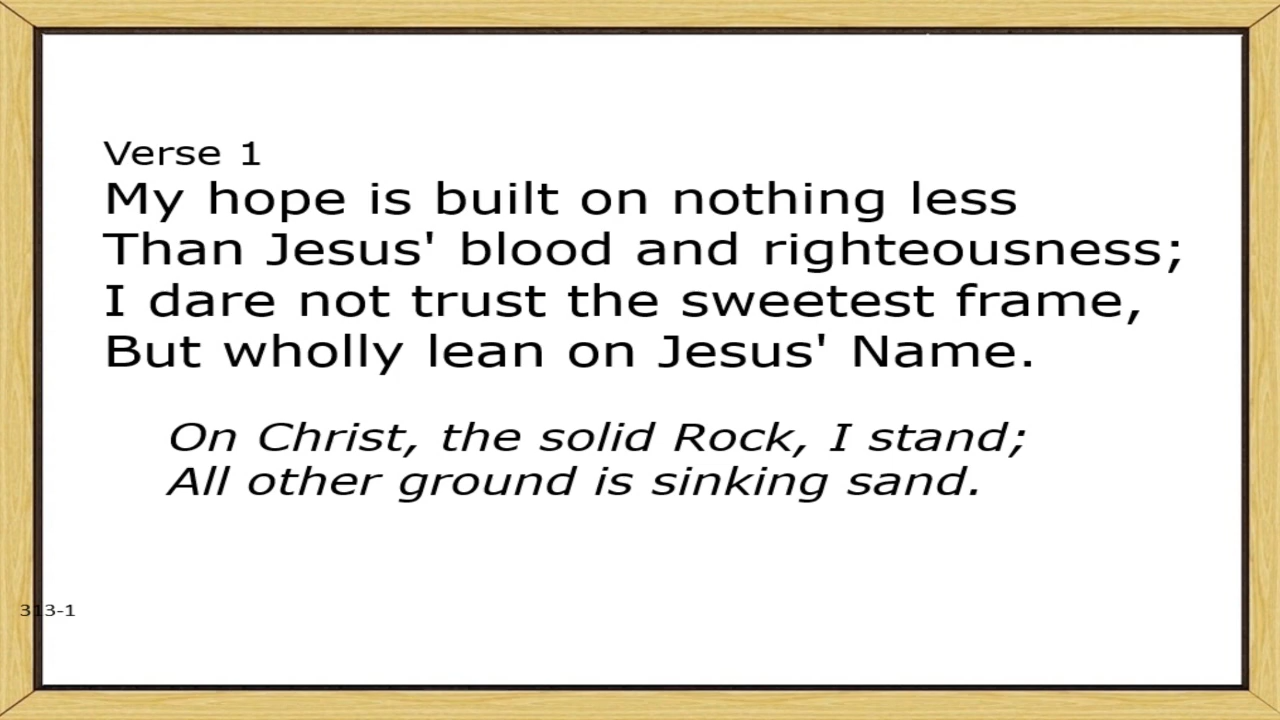 Verse 1
My hope is built on nothing less
Than Jesus' blood and righteousness;
I dare not trust the sweetest frame,
But wholly lean on Jesus' Name.
On Christ, the solid Rock, I stand;
All other ground is sinking sand.
313-1